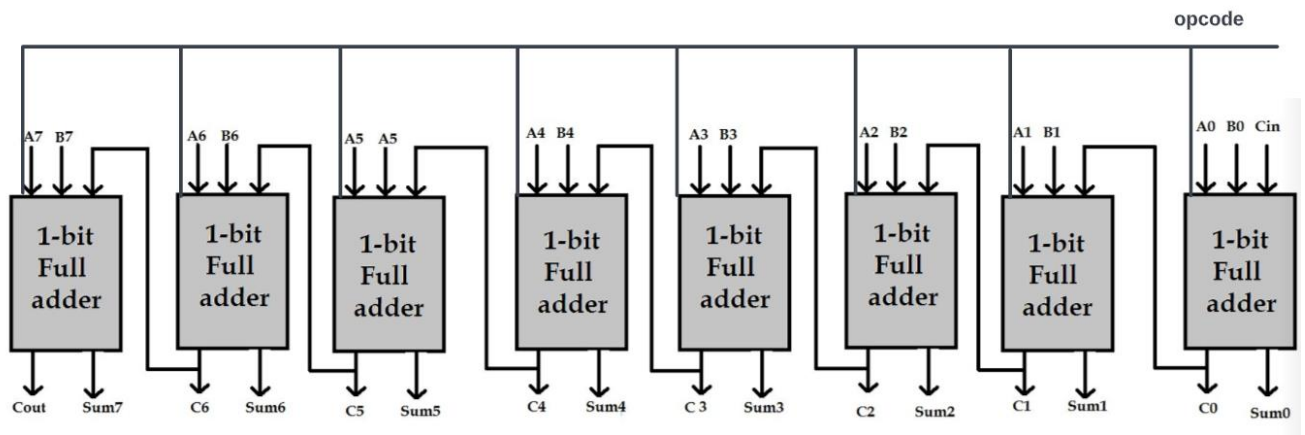 opcode
A7 B7 A6 B6 A5 A5 A4 B4 A3 B3 A2 B2 A1 B1 A0 B0 Cin
1-bit Full adder
1-bit Full adder
1-bit Full adder
1-bit Full adder
1-bit Full adder
1-bit Full adder
1-bit Full adder
1-bit Full adder
Cout Sum7 C6 Sum6 C5 Sum5 C4 Sum4 C 3 Sum3 C2 Sum2 C1 Sum1 C0 Sum0